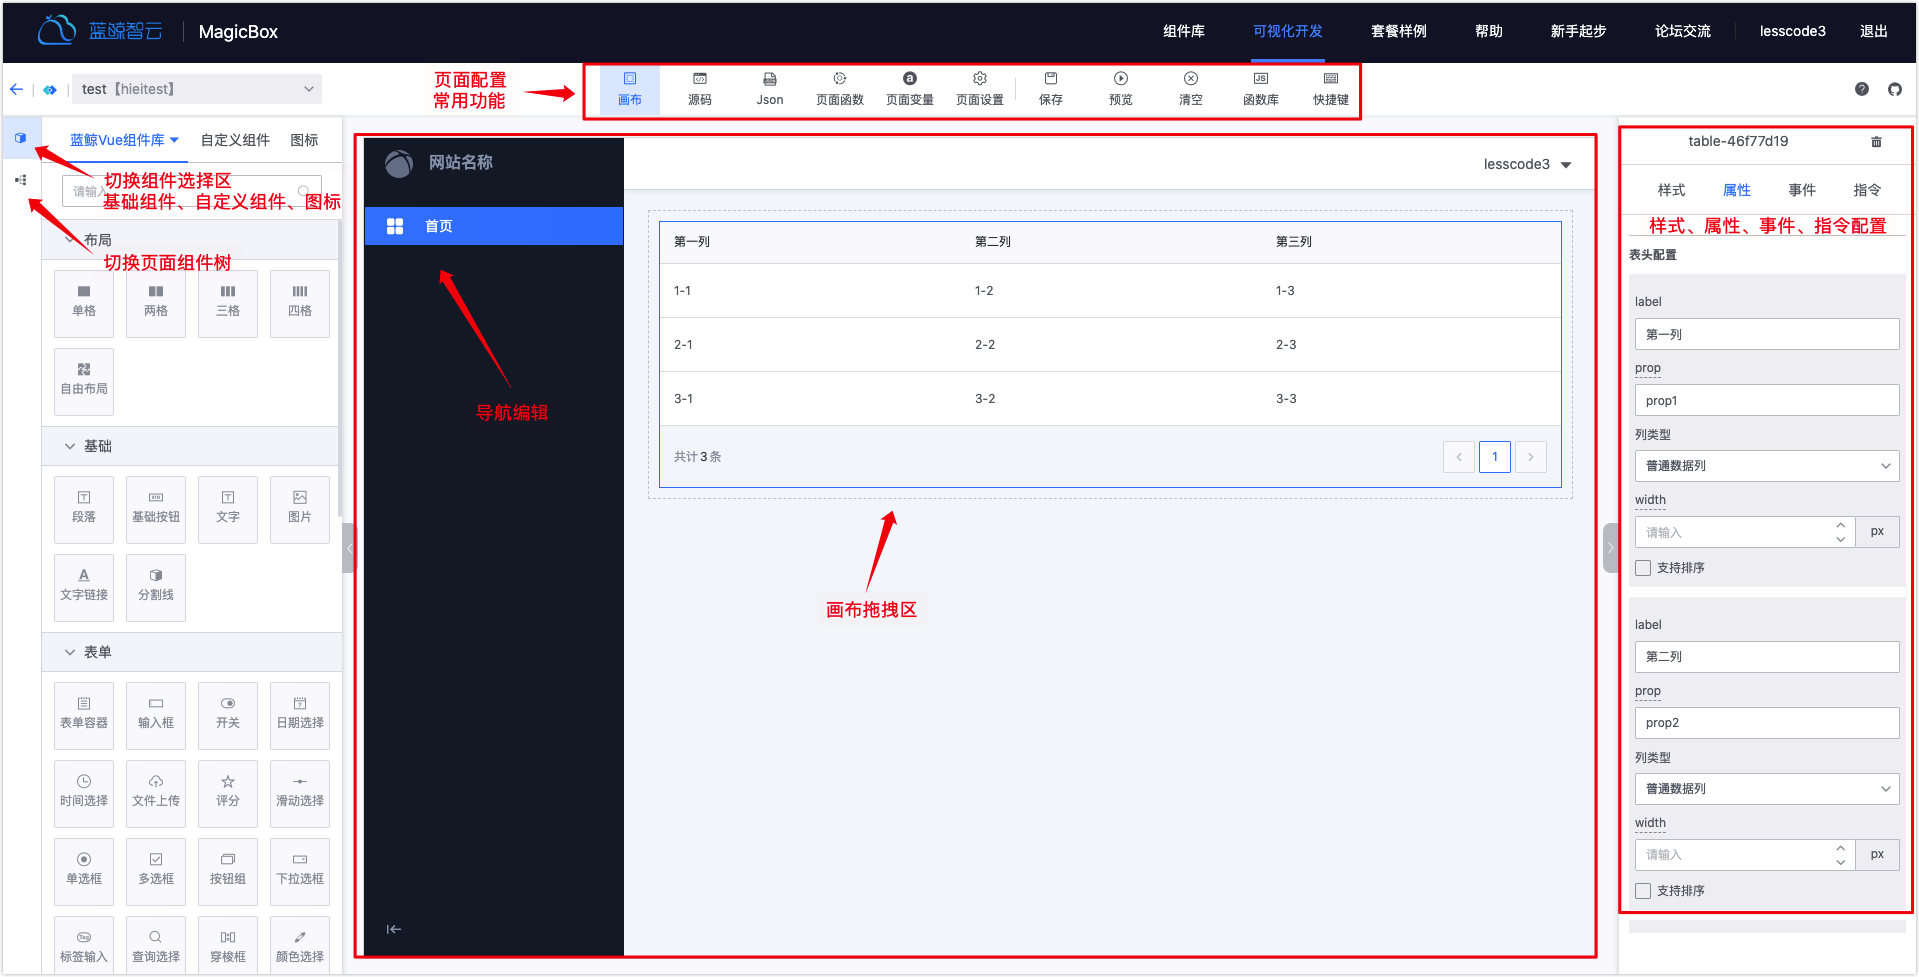 蓝鲸智云 MagicBox 组件库 可视化开发 套餐样例 帮助 新手起步 论坛交流 lesscode3 退出
test【hieitest】
页面配置
常用功能
画布 源码 Json 页面函数 页面变量 页面设置 保存 预览 清空 函数库 快捷键
蓝鲸Vue组件库 自定义组件 图标
请输入
切换组件选择区
基础组件、自定义组件、图标
布局
切换页面组件树
单格 两格 三格 四格
自由布局
基础
段落 基础按钮 文字 图片
文字链接 分割线
表单
表单容器 输入框 开关 日期选择
时间选择 文件上传 评分 滑动选择
单选框 多选框 按钮组 下拉选框
标签输入 查询选择 穿梭框 颜色选择
网站名称
lesscode3
首页
导航编辑
第一列 第二列 第三列
1-1 1-2 1-3
2-1 2-2 2-3
3-1 3-2 3-3
共计3条
1
画布拖拽区
table-46f77d19
样式 属性 事件 指令
样式、属性、事件、指令配置
表头配置
label
第一列
prop
prop1
列类型
普通数据列
width
请输入 px
支持排序
label
第二列
prop
prop2
列类型
普通数据列
width
请输入 px
支持排序